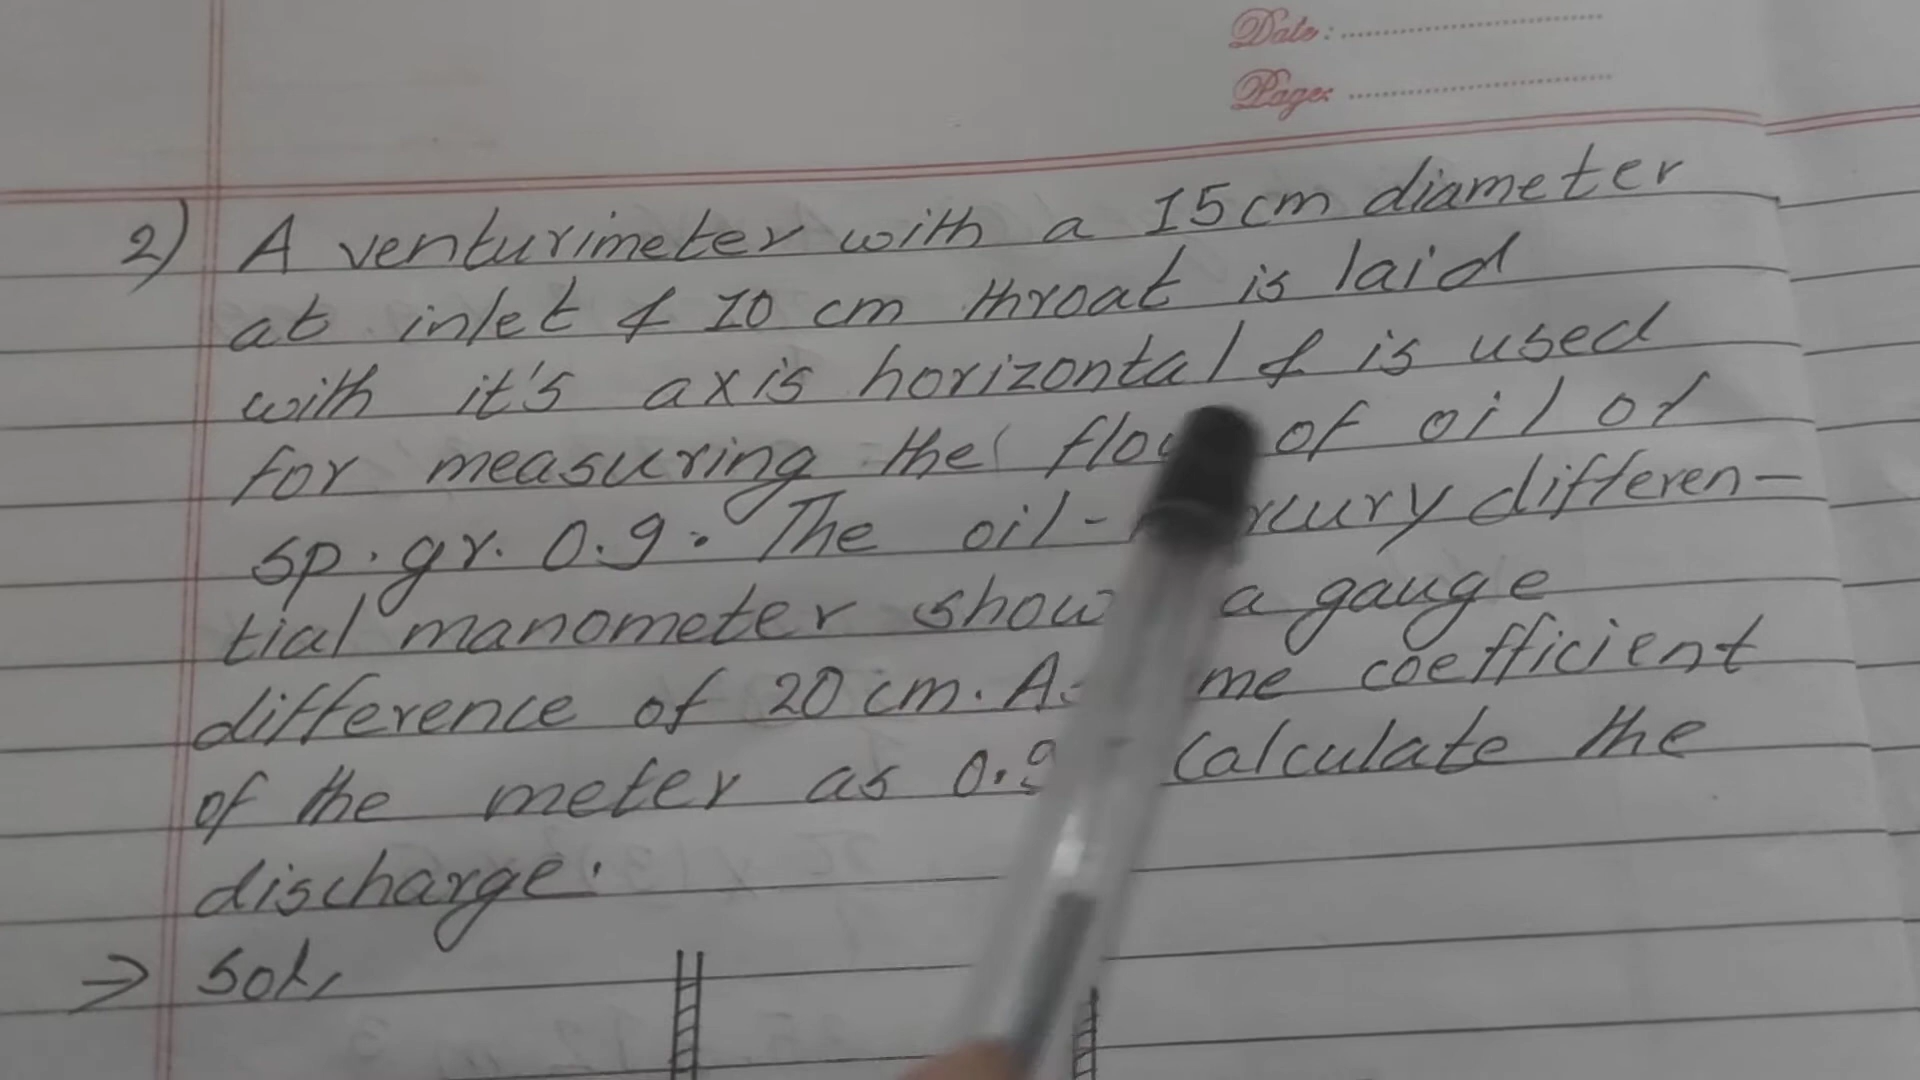 Date:
Page:
2) A venturimeter with a 15 cm diameter
at inlet & 10 cm throat is laid
with it's axis horizontal & is used
for measuring the of oil of
sp. gr. 0.9. The oil- differen-
tial manometer a gauge
difference of 20 cm. coefficient
of the meter as Calculate the
discharge.
→ Sol,